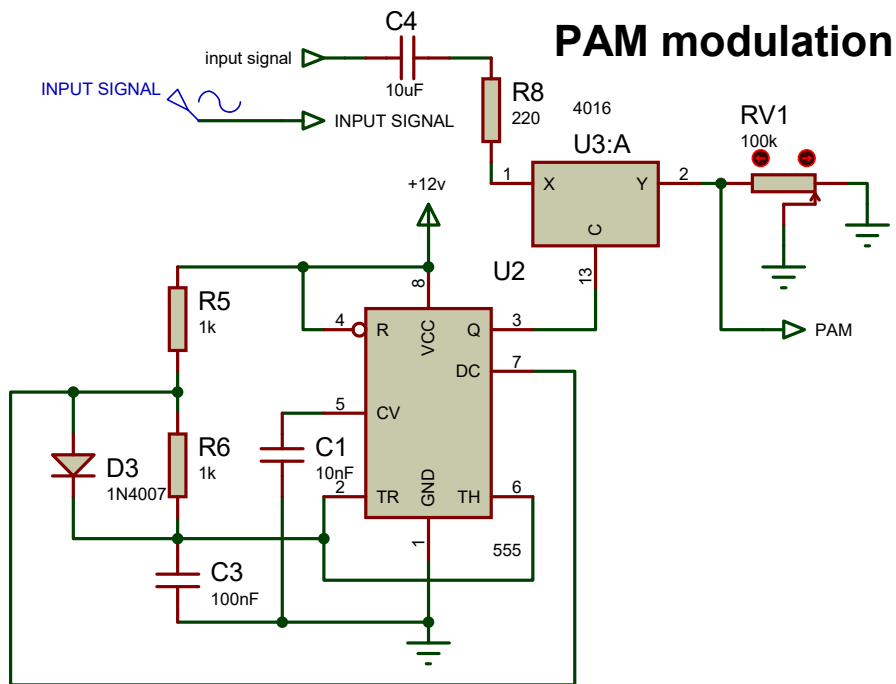 PAM modulation
C4
input signal
10uF
INPUT SIGNAL
INPUT SIGNAL
R8
220
4016
U3:A
RV1
100k
1
X
Y
2
C
13
+12v
U2
R5
1k
8
4
R
VCC
Q
3
DC
7
PAM
5
CV
R6
1k
C1
10nF
D3
1N4007
2
TR
GND
TH
6
1
555
C3
100nF